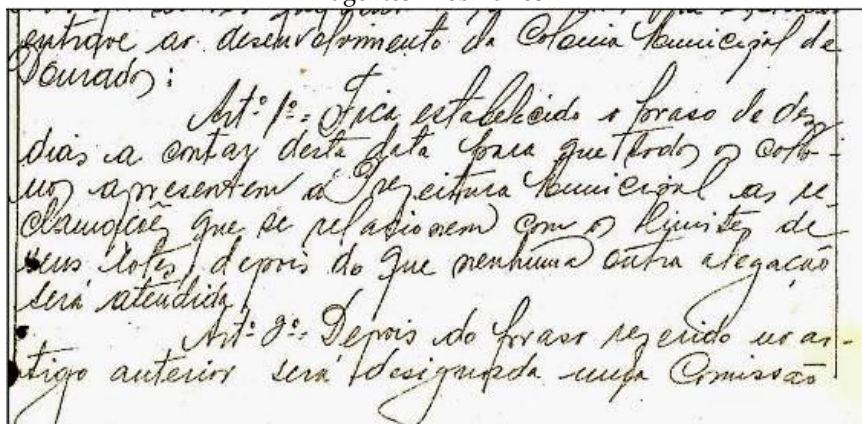 entrave ao desenvolvimento da Colonia Municipal de
Dourados:
Art.º 1º = Fica estabelecido o praso de dez
dias a contar desta data para que todos os colo-
nos apresentem á Prefeitura Municipal as re-
clamações que se relacionem com os limites de
seus lotes, depois do que nenhuma outra alegação
será atendida
Art.º 2º = Depois do praso referido no ar-
tigo anterior será designada uma Comissão